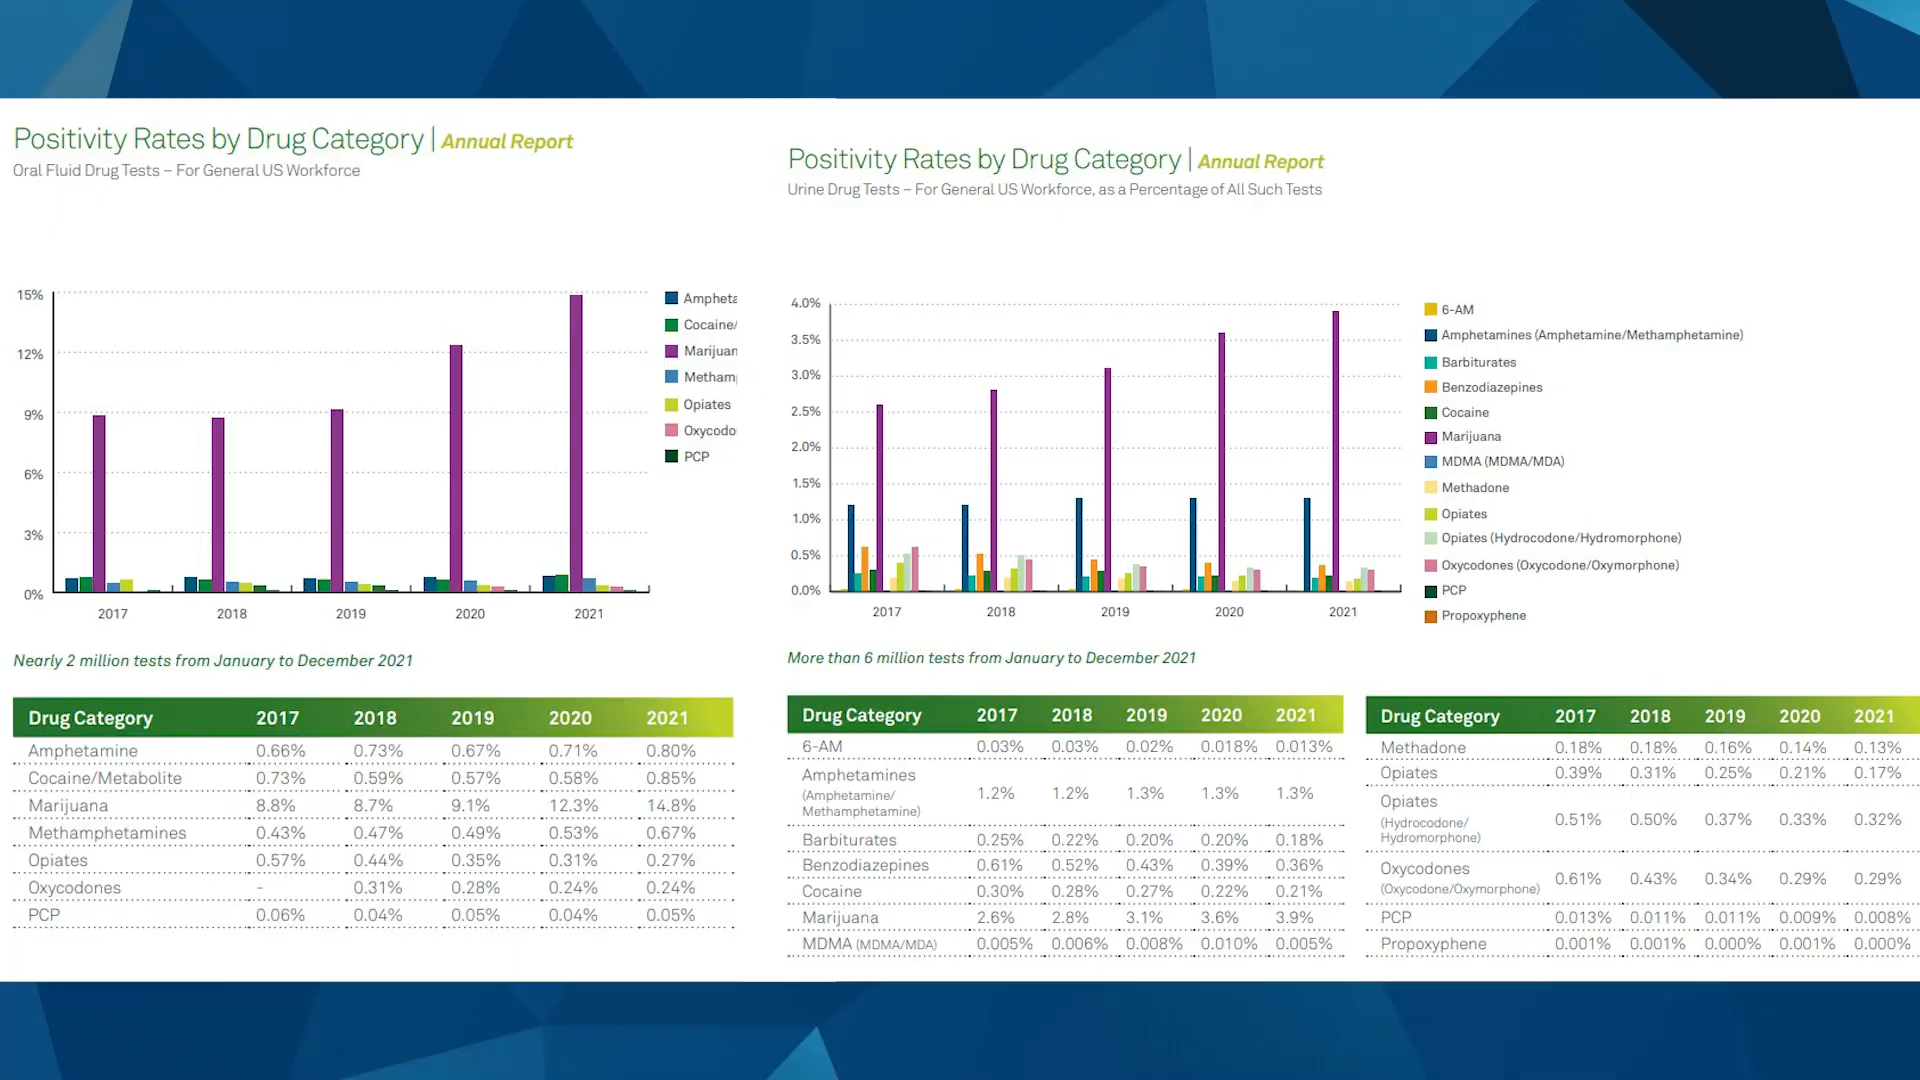 Positivity Rates by Drug Category | Annual Report
Oral Fluid Drug Tests – For General US Workforce
15%
12%
9%
6%
3%
0%
2017 2018 2019 2020 2021
Ampheta
Cocaine/
Marijuan
Metham
Opiates
Oxycodo
PCP
Nearly 2 million tests from January to December 2021
Drug Category 2017 2018 2019 2020 2021
Amphetamine 0.66% 0.73% 0.67% 0.71% 0.80%
Cocaine/Metabolite 0.73% 0.59% 0.57% 0.58% 0.85%
Marijuana 8.8% 8.7% 9.1% 12.3% 14.8%
Methamphetamines 0.43% 0.47% 0.49% 0.53% 0.67%
Opiates 0.57% 0.44% 0.35% 0.31% 0.27%
Oxycodones - 0.31% 0.28% 0.24% 0.24%
PCP 0.06% 0.04% 0.05% 0.04% 0.05%
Positivity Rates by Drug Category | Annual Report
Urine Drug Tests – For General US Workforce, as a Percentage of All Such Tests
4.0%
3.5%
3.0%
2.5%
2.0%
1.5%
1.0%
0.5%
0.0%
2017 2018 2019 2020 2021
6-AM
Amphetamines (Amphetamine/Methamphetamine)
Barbiturates
Benzodiazepines
Cocaine
Marijuana
MDMA (MDMA/MDA)
Methadone
Opiates
Opiates (Hydrocodone/Hydromorphone)
Oxycodones (Oxycodone/Oxymorphone)
PCP
Propoxyphene
More than 6 million tests from January to December 2021
Drug Category 2017 2018 2019 2020 2021
6-AM 0.03% 0.03% 0.02% 0.018% 0.013%
Amphetamines
(Amphetamine/
Methamphetamine) 1.2% 1.2% 1.3% 1.3% 1.3%
Barbiturates 0.25% 0.22% 0.20% 0.20% 0.18%
Benzodiazepines 0.61% 0.52% 0.43% 0.39% 0.36%
Cocaine 0.30% 0.28% 0.27% 0.22% 0.21%
Marijuana 2.6% 2.8% 3.1% 3.6% 3.9%
MDMA (MDMA/MDA) 0.005% 0.006% 0.008% 0.010% 0.005%
Drug Category 2017 2018 2019 2020 2021
Methadone 0.18% 0.18% 0.16% 0.14% 0.13%
Opiates 0.39% 0.31% 0.25% 0.21% 0.17%
Opiates
(Hydrocodone/
Hydromorphone) 0.51% 0.50% 0.37% 0.33% 0.32%
Oxycodones
(Oxycodone/Oxymorphone) 0.61% 0.43% 0.34% 0.29% 0.29%
PCP 0.013% 0.011% 0.011% 0.009% 0.008%
Propoxyphene 0.001% 0.001% 0.000% 0.001% 0.000%